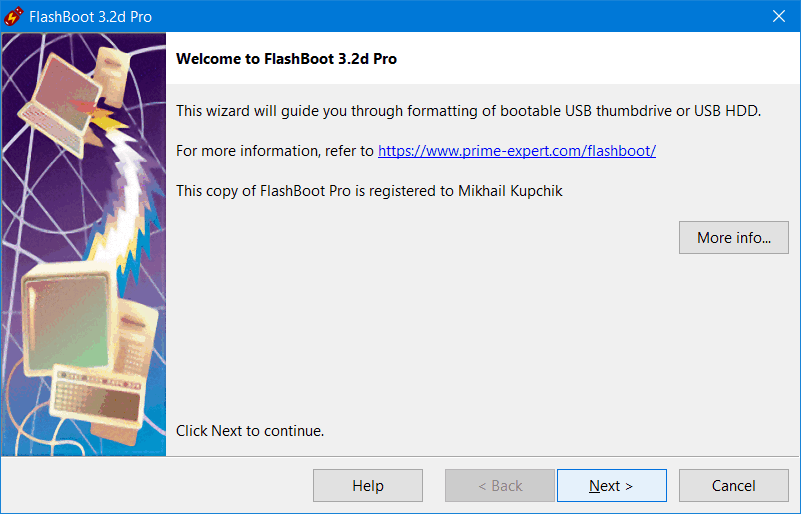 FlashBoot 3.2d Pro
Welcome to FlashBoot 3.2d Pro
This wizard will guide you through formatting of bootable USB thumbdrive or USB HDD.
For more information, refer to https://www.prime-expert.com/flashboot/
This copy of FlashBoot Pro is registered to Mikhail Kupchik
More info...
Click Next to continue.
Help
< Back
Next >
Cancel